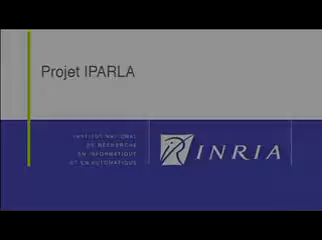 Projet IPARLA
INSTITUT NATIONAL
DE RECHERCHE
EN INFORMATIQUE
ET EN AUTOMATIQUE
INRIA